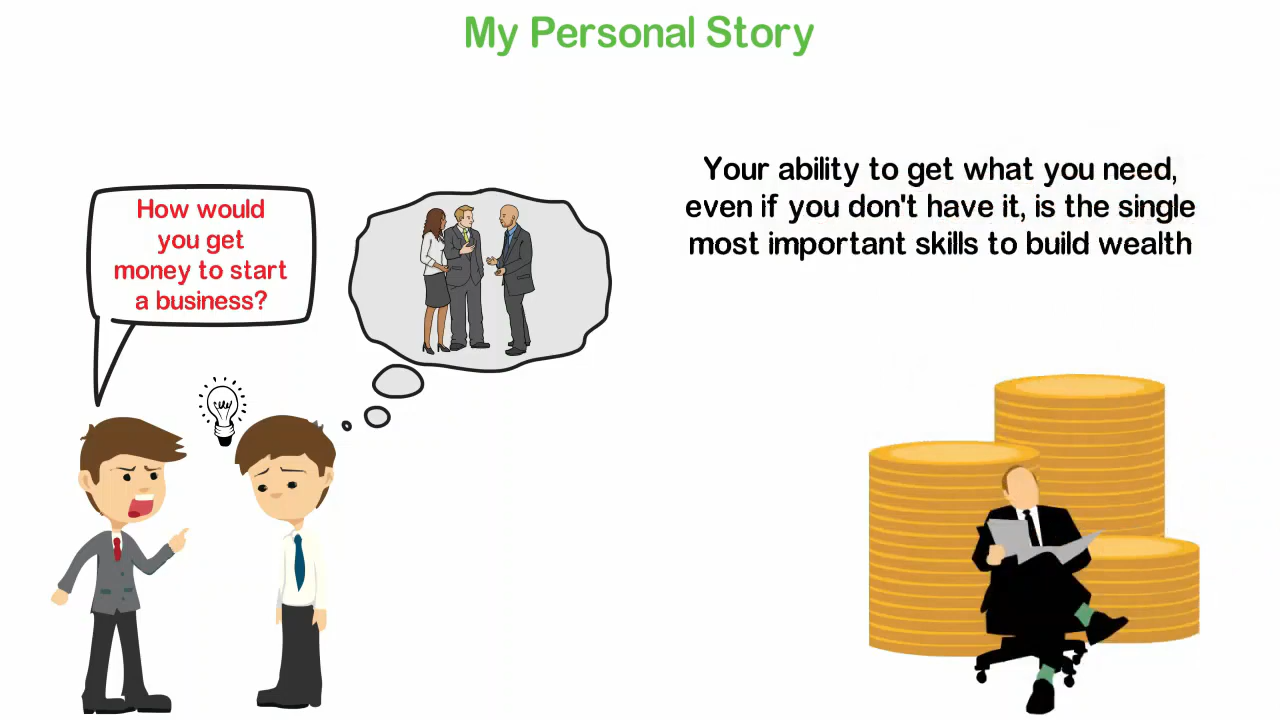 My Personal Story
How would
you get
money to start
a business?
Your ability to get what you need,
even if you don't have it, is the single
most important skills to build wealth